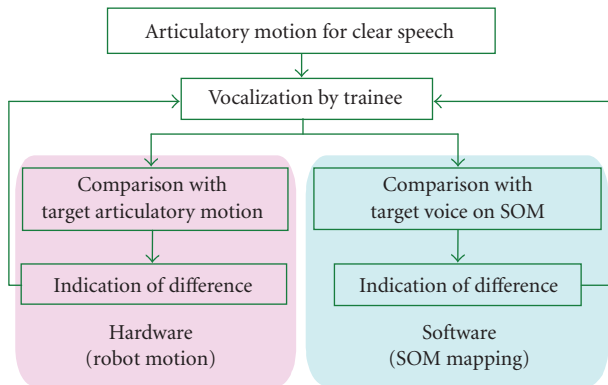 Articulatory motion for clear speech
Vocalization by trainee
Comparison with
target articulatory motion
Indication of difference
Hardware
(robot motion)
Comparison with
target voice on SOM
Indication of difference
Software
(SOM mapping)